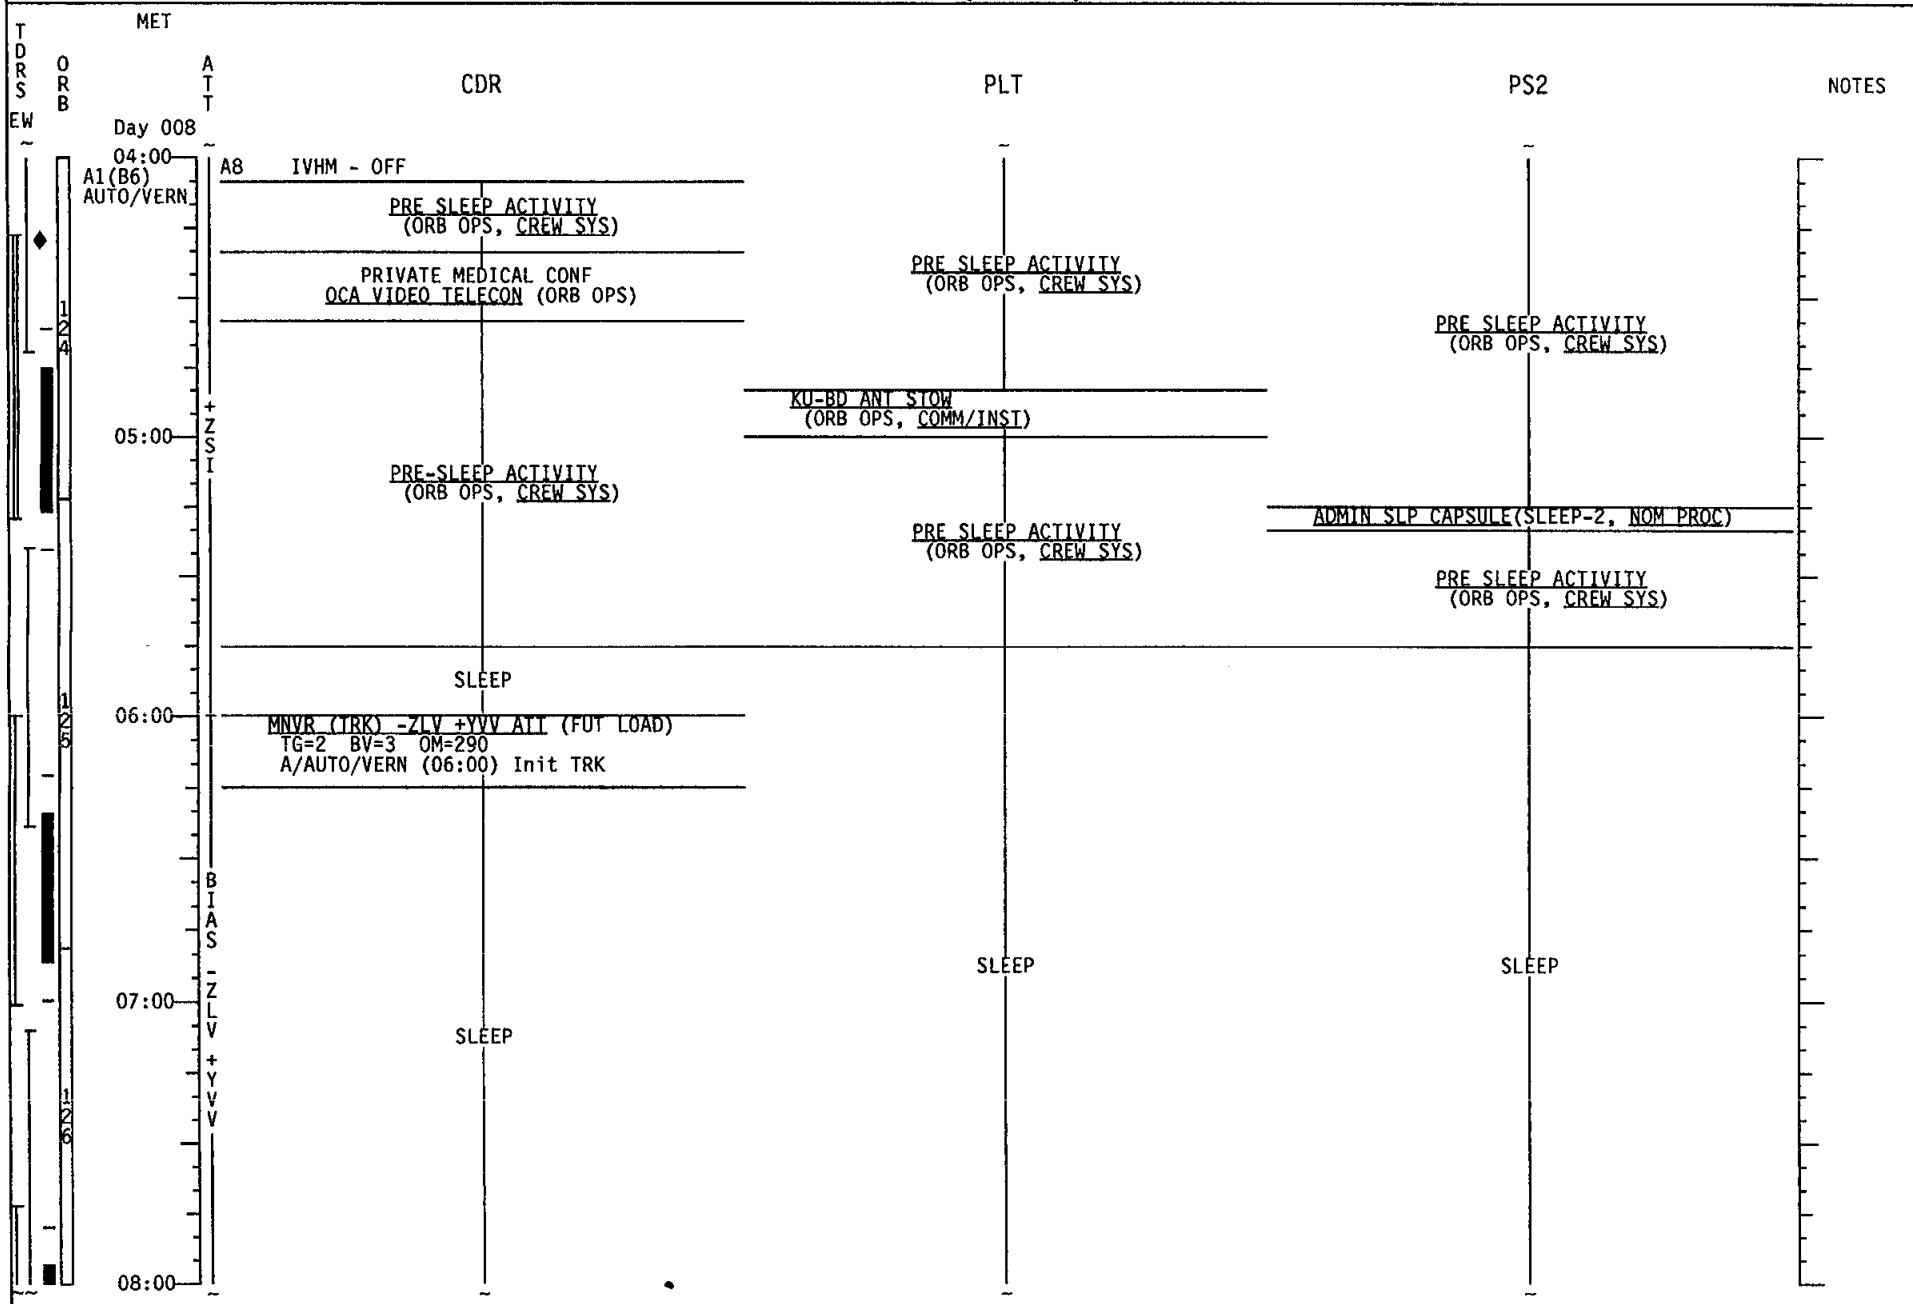 MET
TDRS
ORB
ATT
CDR
PLT
PS2
NOTES
EW
Day 008
04:00
A1(B6)
AUTO/VERN
A8 IVHM - OFF
PRE SLEEP ACTIVITY
(ORB OPS, CREW SYS)
PRIVATE MEDICAL CONF
OCA VIDEO TELECON (ORB OPS)
PRE SLEEP ACTIVITY
(ORB OPS, CREW SYS)
124
PRE SLEEP ACTIVITY
(ORB OPS, CREW SYS)
KU-BD ANT STOW
(ORB OPS, COMM/INST)
+ZSI
05:00
PRE-SLEEP ACTIVITY
(ORB OPS, CREW SYS)
ADMIN SLP CAPSULE(SLEEP-2, NOM PROC)
PRE SLEEP ACTIVITY
(ORB OPS, CREW SYS)
PRE SLEEP ACTIVITY
(ORB OPS, CREW SYS)
SLEEP
125
06:00
MNVR (TRK) -ZLV +YVV ATT (FUT LOAD)
TG=2 BV=3 OM=290
A/AUTO/VERN (06:00) Init TRK
BIAS -ZLV +YVV
SLEEP
SLEEP
07:00
SLEEP
126
08:00